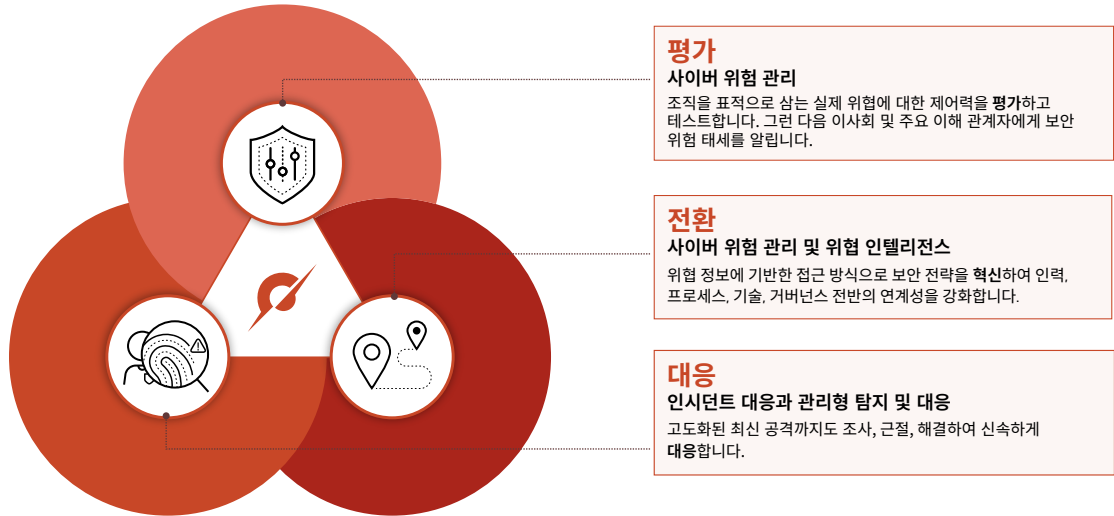 평가
사이버 위험 관리
조직을 표적으로 삼는 실제 위협에 대한 제어력을 평가하고
테스트합니다. 그런 다음 이사회 및 주요 이해 관계자에게 보안
위험 태세를 알립니다.
전환
사이버 위험 관리 및 위협 인텔리전스
위협 정보에 기반한 접근 방식으로 보안 전략을 혁신하여 인력,
프로세스, 기술, 거버넌스 전반의 연계성을 강화합니다.
대응
인시던트 대응과 관리형 탐지 및 대응
고도화된 최신 공격까지도 조사, 근절, 해결하여 신속하게
대응합니다.